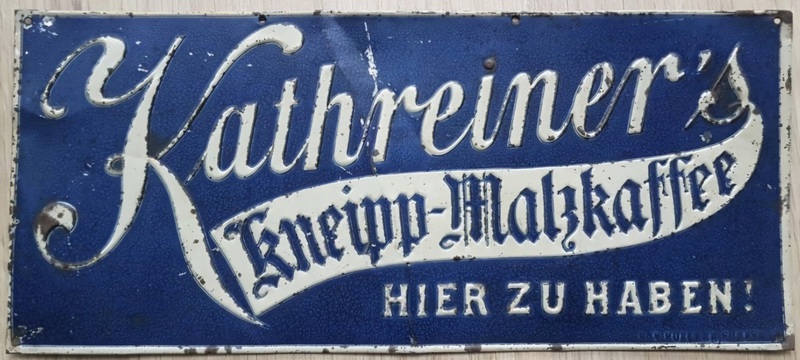 Kathreiner's
Kneipp-Malzkaffee
HIER ZU HABEN!